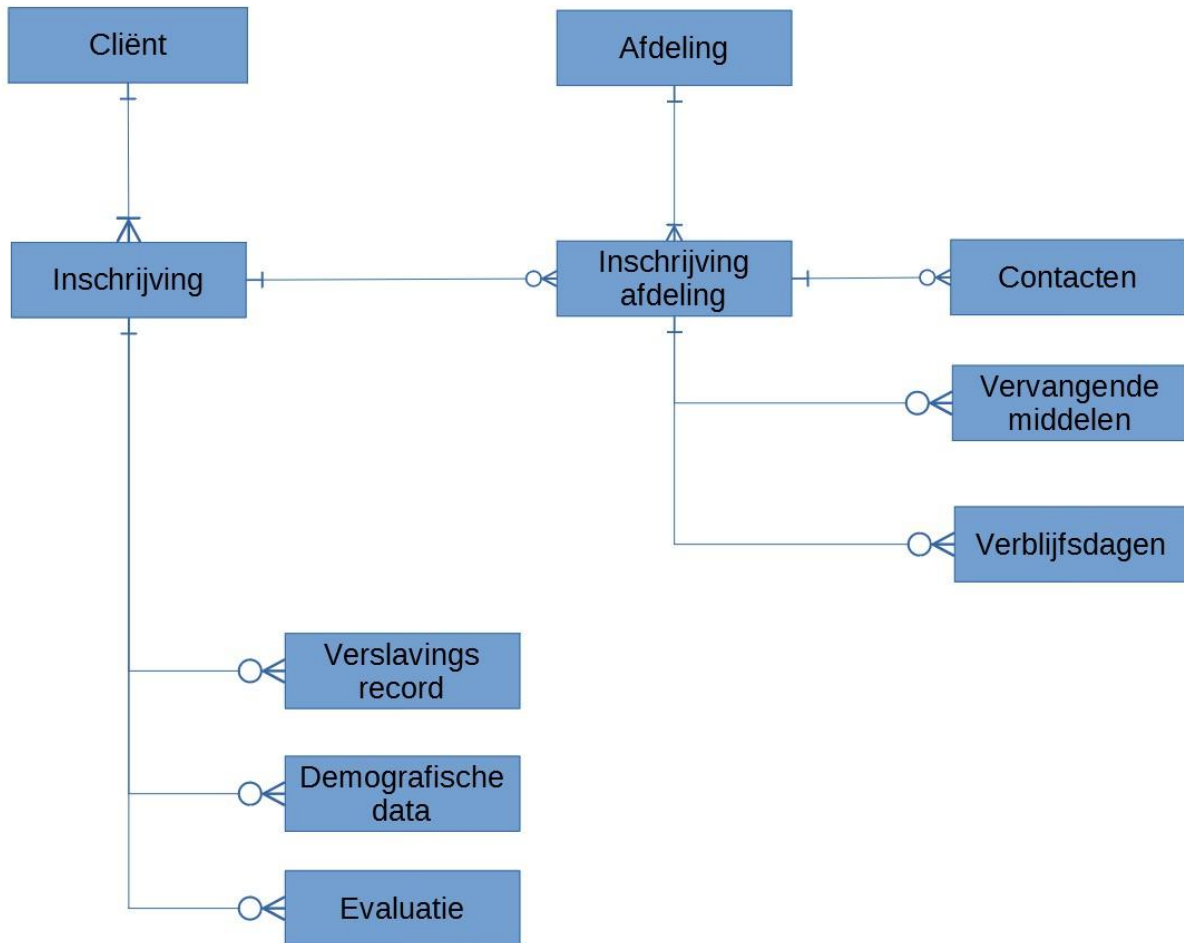 Cliënt
Afdeling
Inschrijving
Inschrijving
afdeling
Contacten
Vervangende
middelen
Verblijfsdagen
Verslavings
record
Demografische
data
Evaluatie